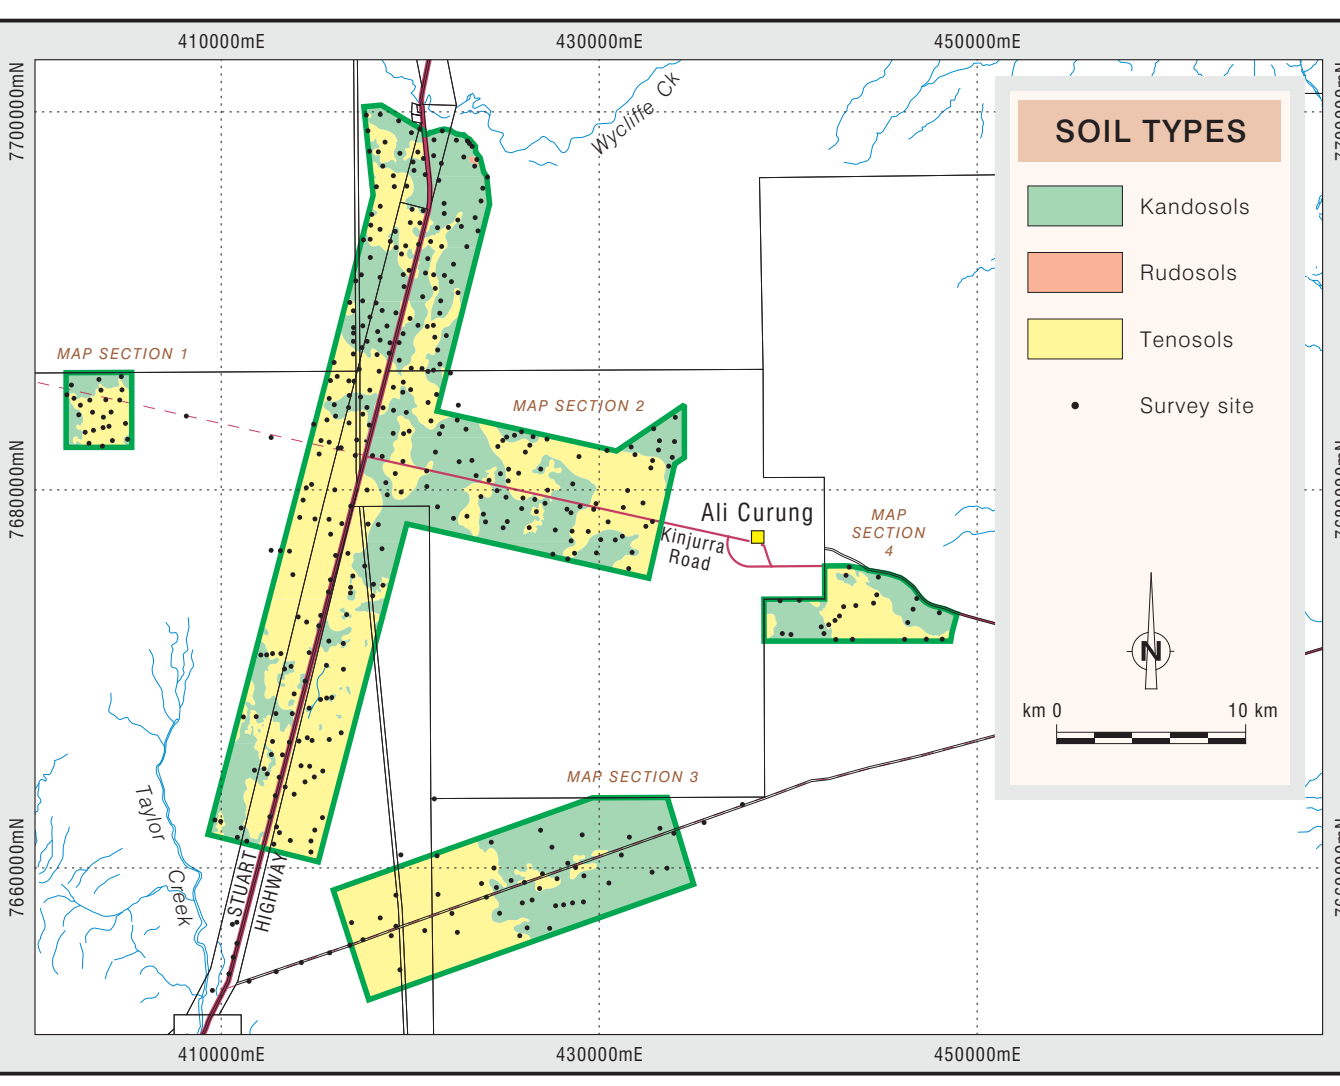 410000mE
430000mE
450000mE
7700000mN
Wycliffe Ck
SOIL TYPES
Kandosols
Rudosols
Tenosols
Survey site
MAP SECTION 1
MAP SECTION 2
7680000mN
Ali Curung
Kinjurra
Road
MAP
SECTION
4
N
km 0
10 km
MAP SECTION 3
Taylor
Creek
STUART
HIGHWAY
7660000mN
410000mE
430000mE
450000mE